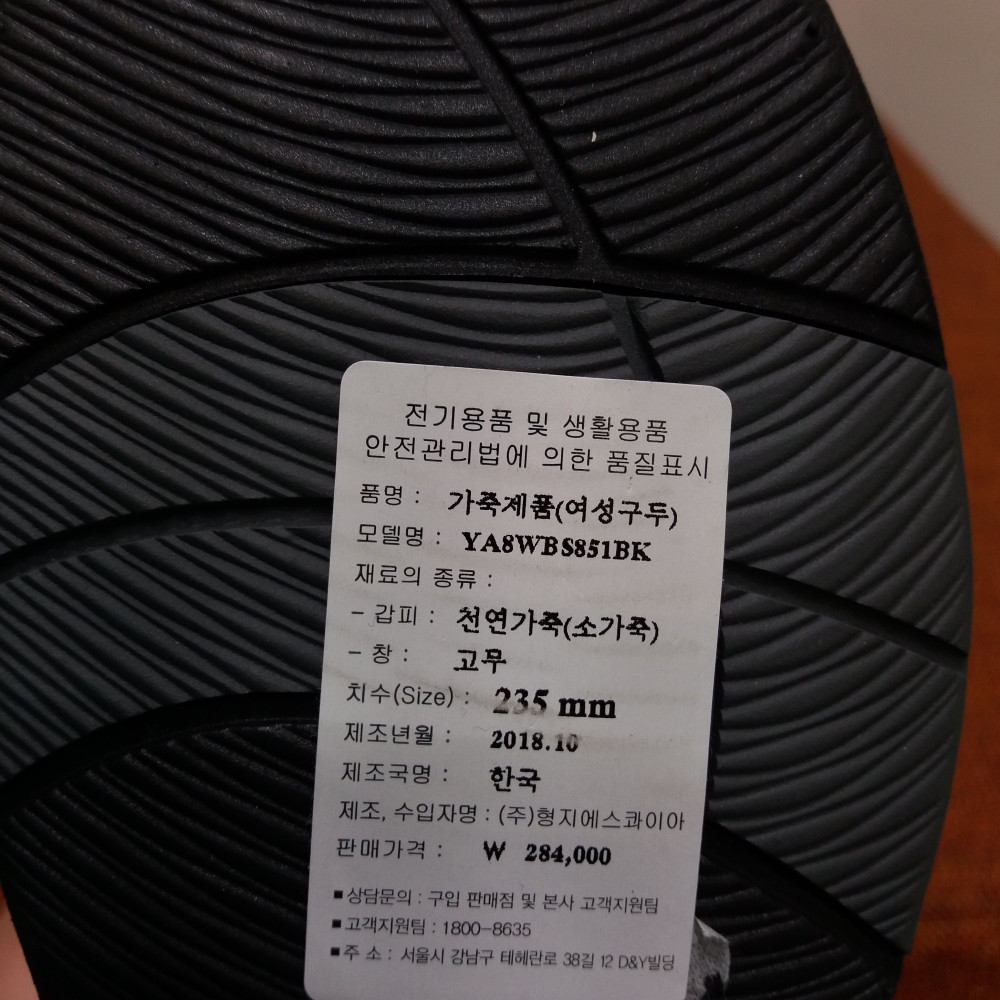 전기용품 및 생활용품
안전관리법에 의한 품질표시
품명 : 가죽제품(여성구두)
모델명 : YA8WBS851BK
재료의 종류 :
- 갑피 : 천연가죽(소가죽)
- 창 : 고무
치수(Size) : 235 mm
제조년월 : 2018.10
제조국명 : 한국
제조, 수입자명 : (주)형지에스콰이아
판매가격 : ₩ 284,000
■ 상담문의 : 구입 판매점 및 본사 고객지원팀
■ 고객지원팀 : 1800-8635
■ 주 소 : 서울시 강남구 테헤란로 38길 12 D&Y빌딩